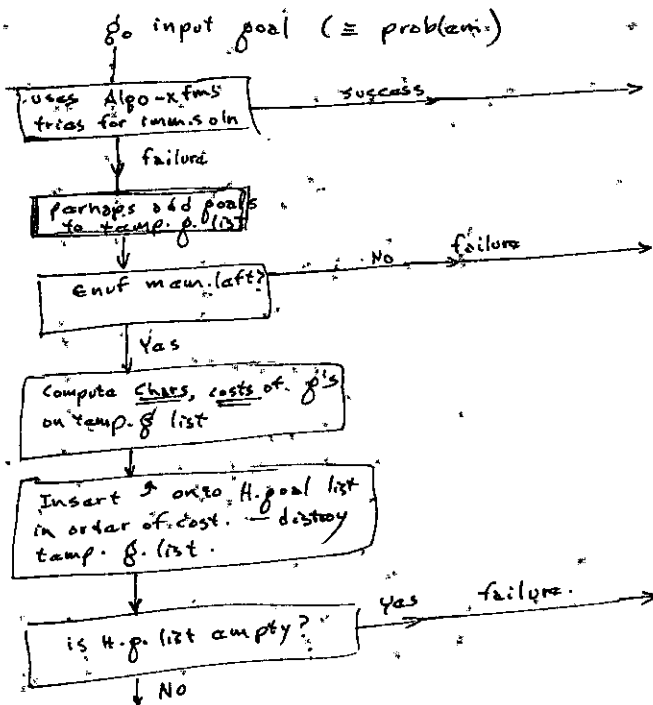 g₀ input goal (≡ problem.)
uses Algo-xfms
tries for imm.soln
success
failure
perhaps add goals
to temp. g. list
Enuf mem. left?
No
failure
Yes
Compute chars, costs of g's
on temp. g list
Insert ↑ onto H.goal list
in order of cost. — distroy
temp. g. list.
is H.g. list empty?
Yes
failure.
NO